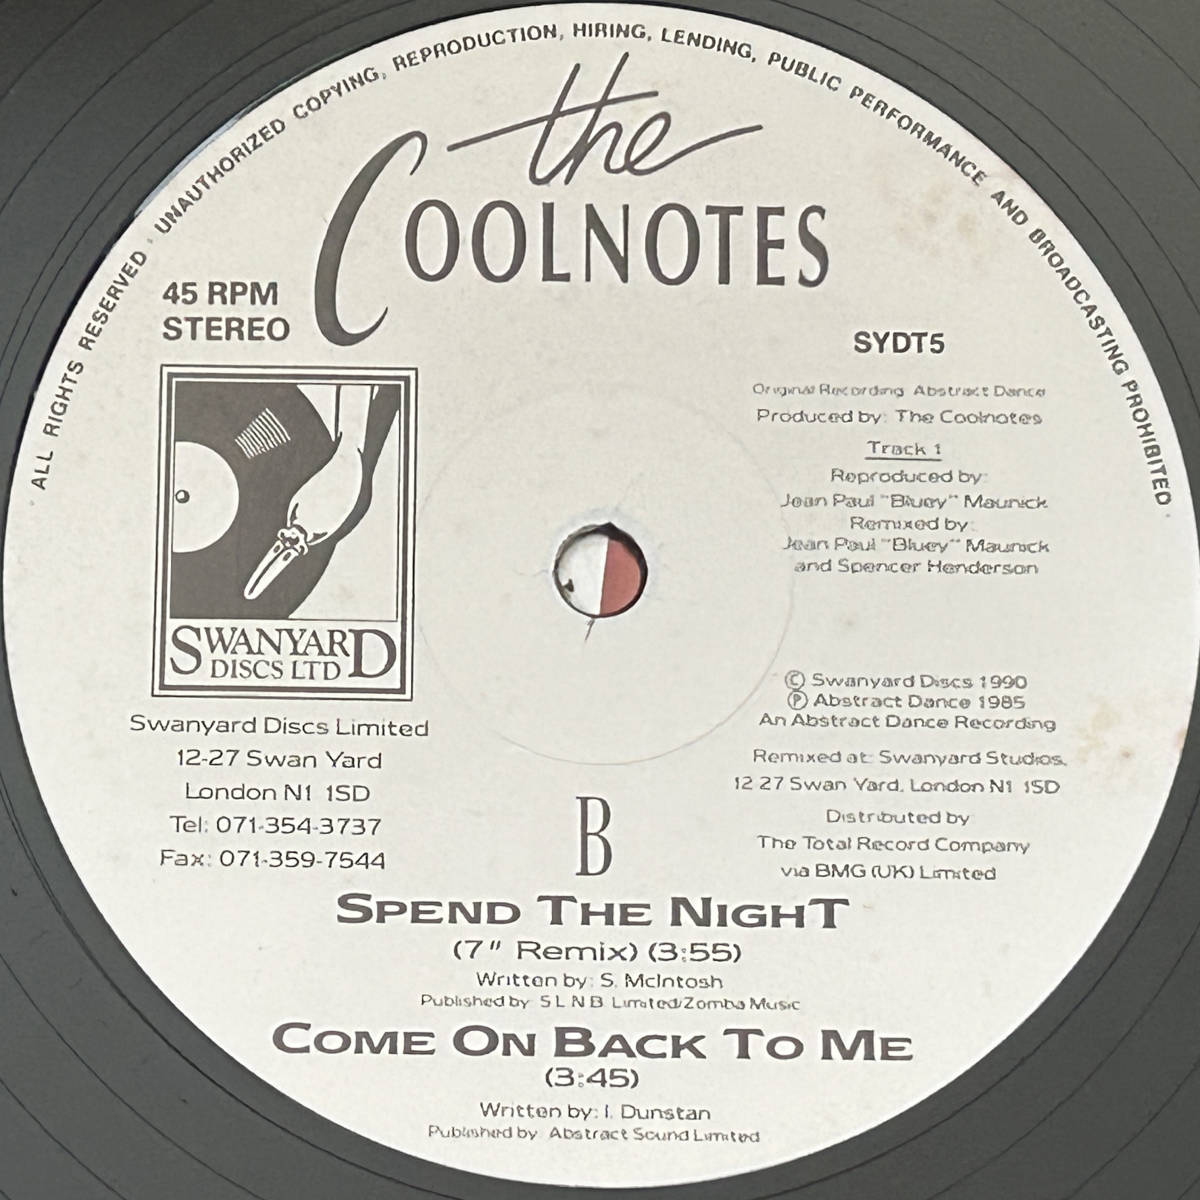 ALL RIGHTS RESERVED · UNAUTHORIZED COPYING, REPRODUCTION, HIRING, LENDING, PUBLIC PERFORMANCE AND BROADCASTING PROHIBITED
the
COOLNOTES
45 RPM
STEREO
SWANYARD
DISCS LTD
Swanyard Discs Limited
12-27 Swan Yard
London N1 1SD
Tel: 071-354-3737
Fax: 071-359-7544
SYDT5
Original Recording Abstract Dance
Produced by: The Coolnotes
Track 1
Reproduced by:
Jean Paul "Bluey" Maunick
Remixed by:
Jean Paul "Bluey" Maunick
and Spencer Henderson
© Swanyard Discs 1990
℗ Abstract Dance 1985
An Abstract Dance Recording
Remixed at: Swanyard Studios,
12 27 Swan Yard, London N1 1SD
Distributed by
The Total Record Company
via BMG (UK) Limited
B
SPEND THE NIGHT
(7" Remix) (3:55)
Written by: S. McIntosh
Published by S L N B Limited/Zomba Music
COME ON BACK TO ME
(3:45)
Written by: I. Dunstan
Published by Abstract Sound Limited